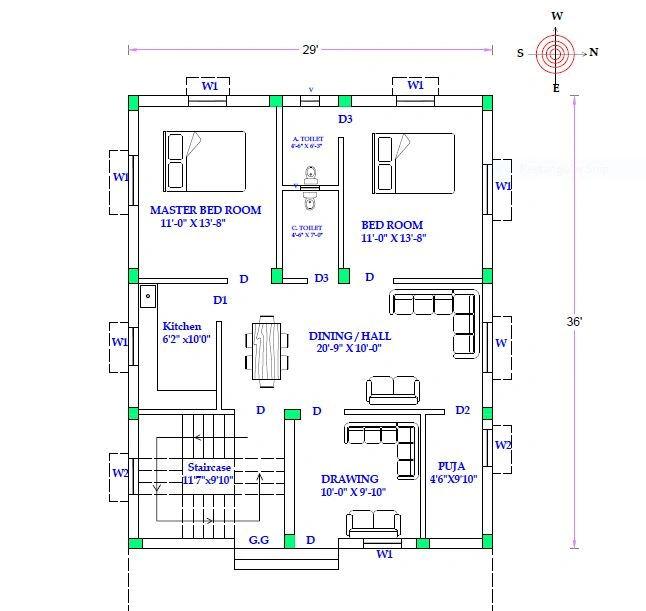 W
29'
S
N
E
W1
V
W1
D3
A. TOILET
4'-6" X 6'-3"
W1
W1
V
MASTER BED ROOM
11'-0" X 13'-8"
C. TOILET
4'-6" X 7'-0"
BED ROOM
11'-0" X 13'-8"
D
D3
D
D1
Kitchen
6'2" x10'0"
36'
W1
DINING / HALL
20'-9" X 10'-0"
W
D
D
D2
W2
Staircase
11'7"x9'10"
W2
DRAWING
10'-0" X 9'-10"
PUJA
4'6"X9'10"
G.G
D
W1